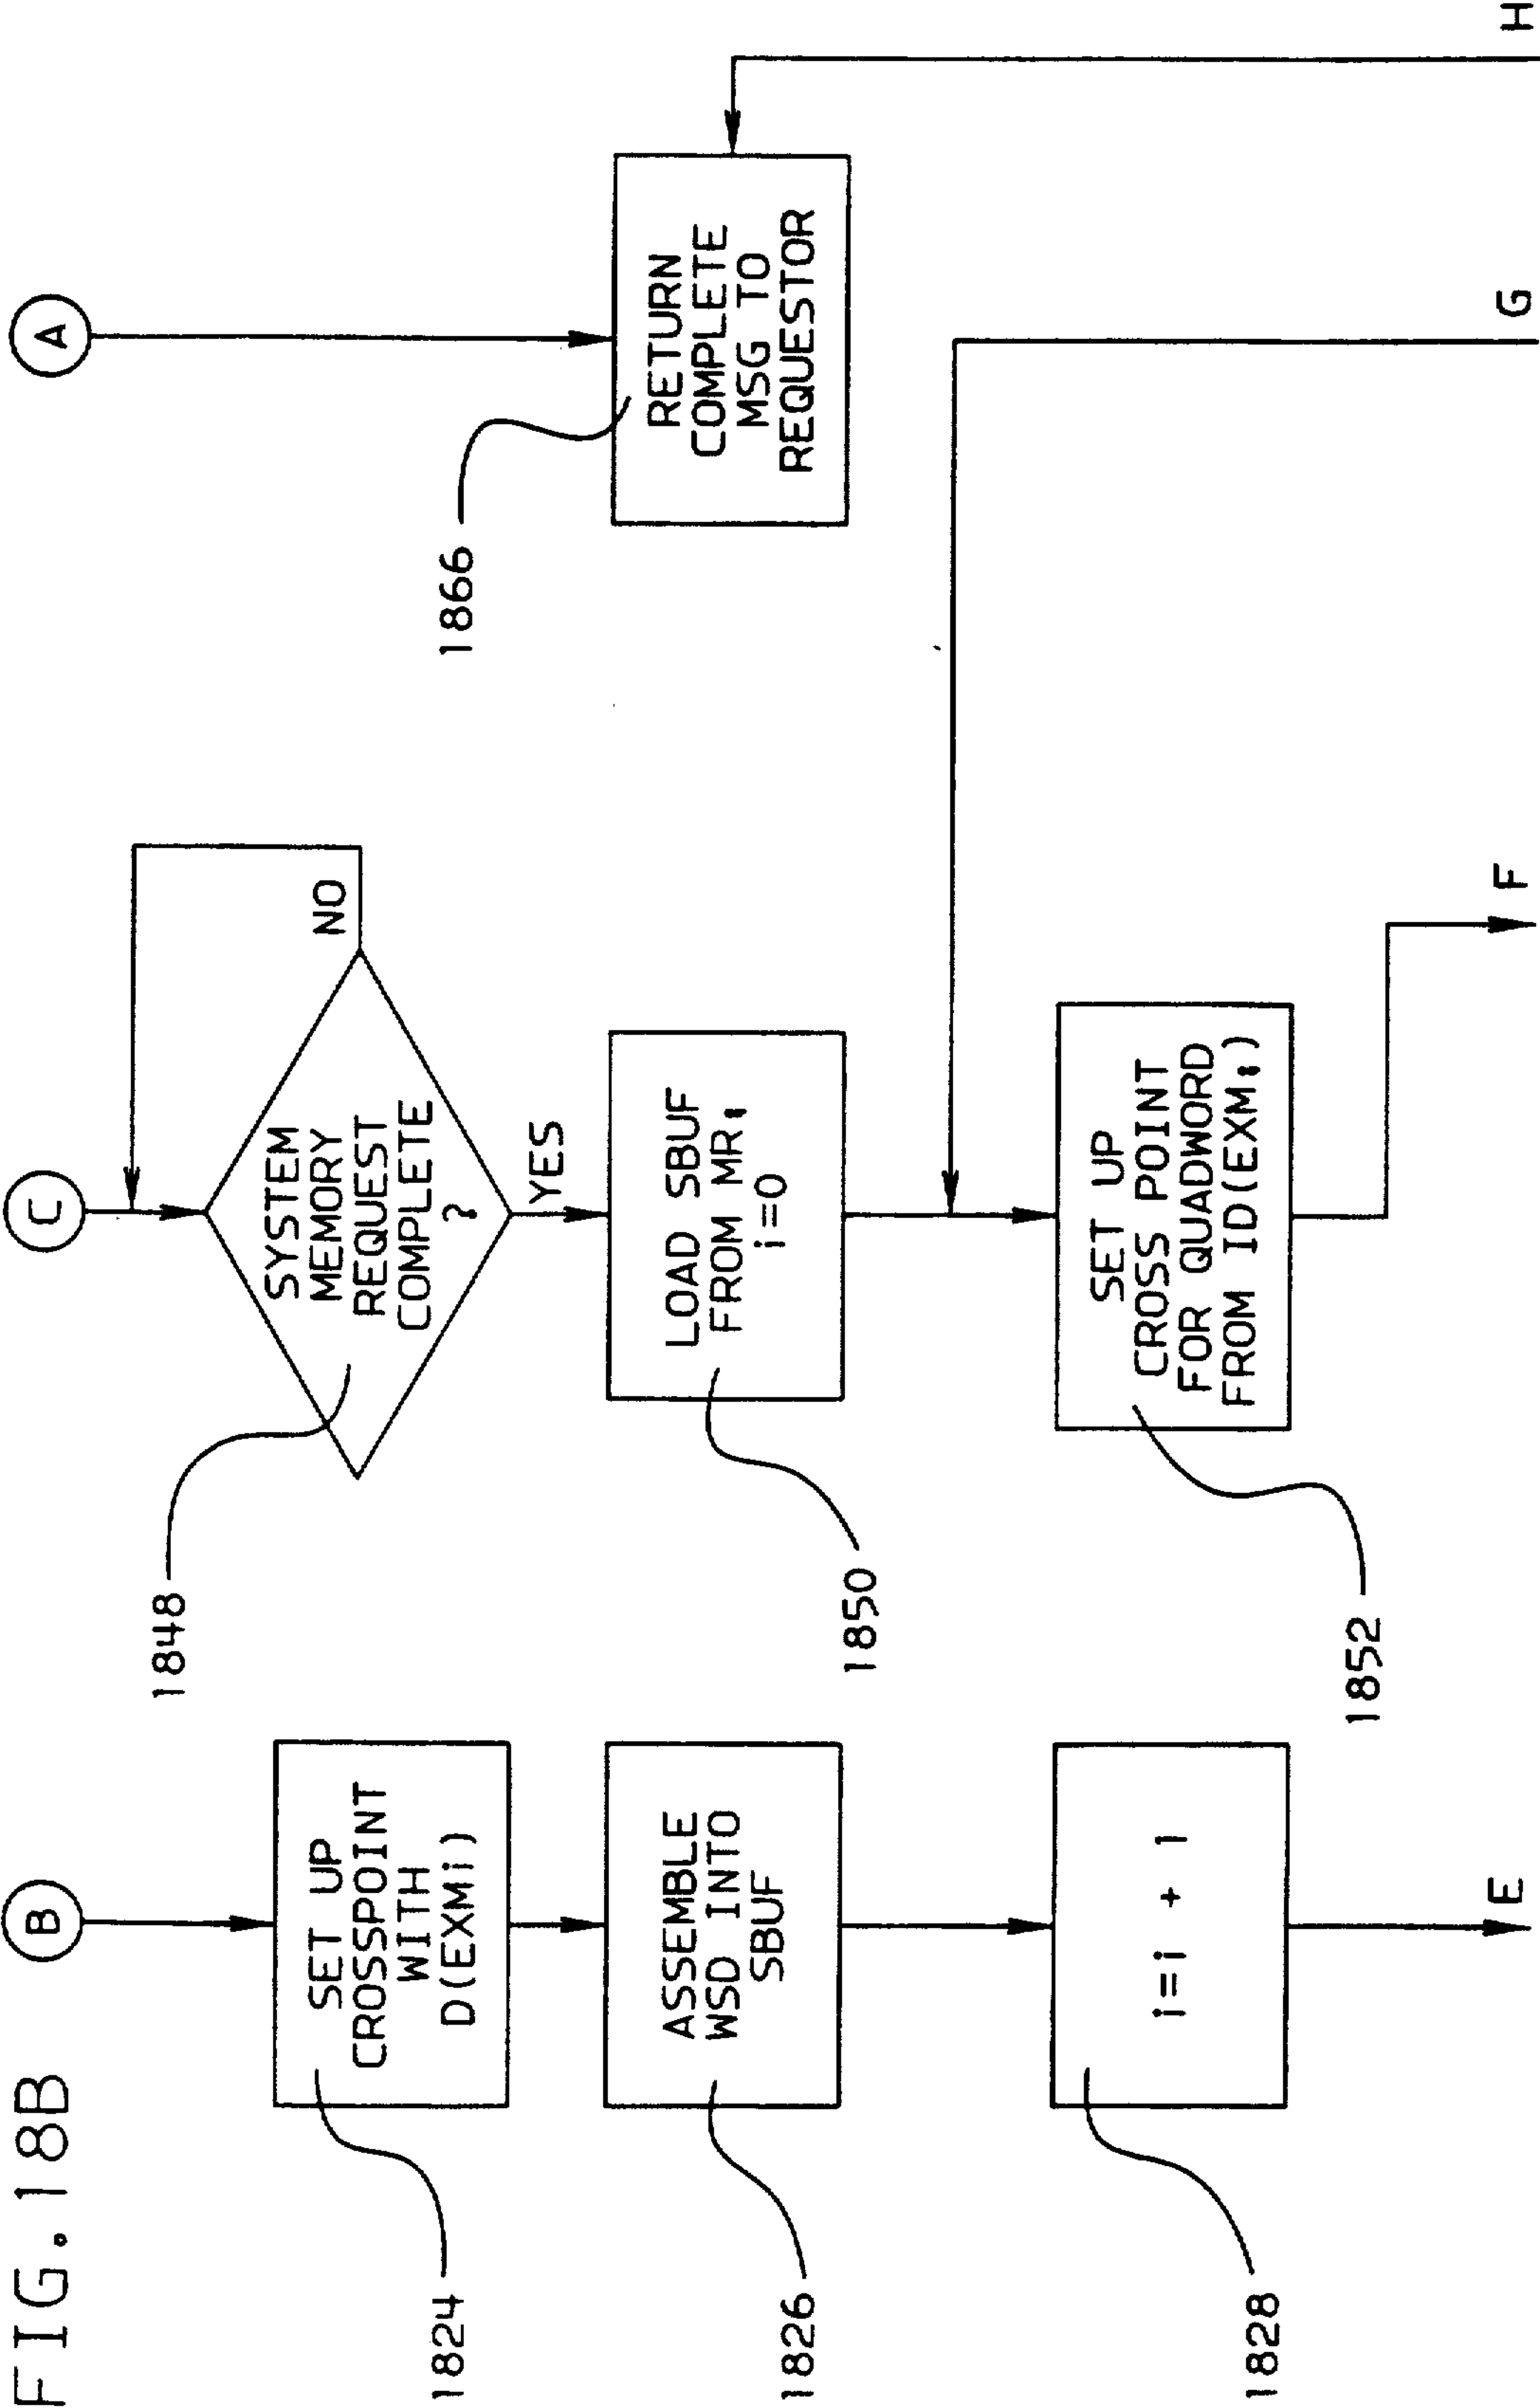 FIG.18B
B
1824
SET UP
CROSSPOINT
WITH
D(EXMi)
1826
ASSEMBLE
WSD INTO
SBUF
1828
i=i + 1
E
C
1848
SYSTEM
MEMORY
REQUEST
COMPLETE
?
NO
YES
1850
LOAD SBUF
FROM MRi
i=0
1852
SET UP
CROSS POINT
FOR QUADWORD
FROM ID(EXMi)
F
A
1866
RETURN
COMPLETE
MSG TO
REQUESTOR
G
H